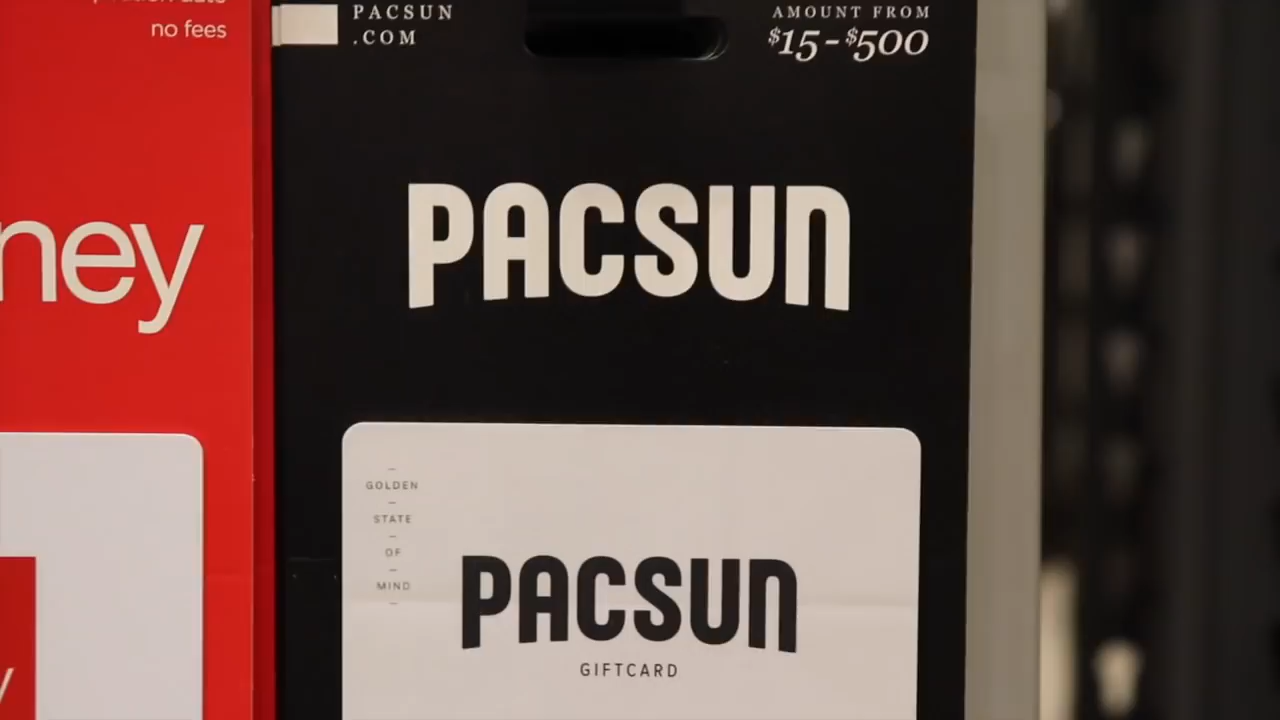 no fees
ney
PACSUN
.COM
AMOUNT FROM
$15-$500
PACSUN
GOLDEN
STATE
OF
MIND
PACSUN
GIFTCARD
y